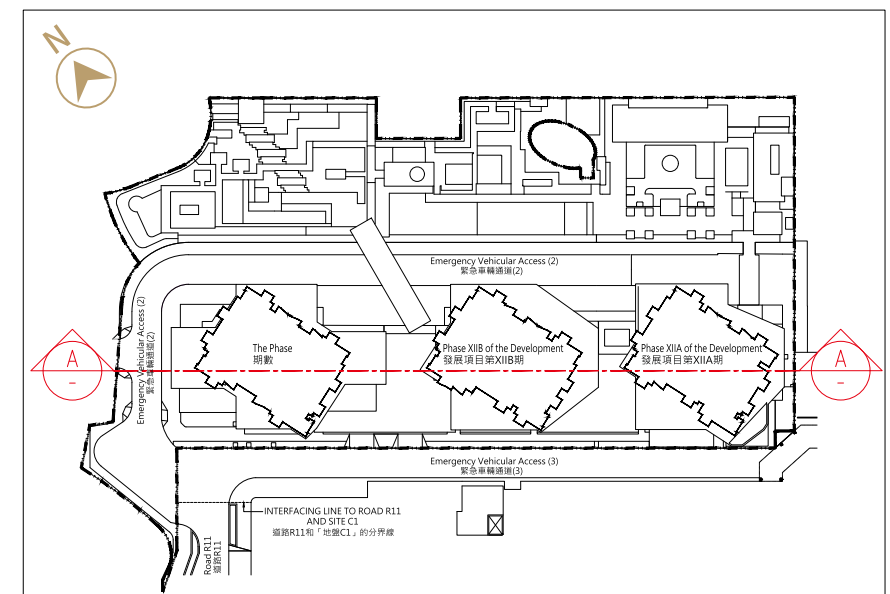 N
Emergency Vehicular Access (2)
緊急車輛通道(2)
Emergency Vehicular Access (2)
緊急車輛通道(2)
The Phase
期數
Phase XIIB of the Development
發展項目第XIIB期
Phase XIIA of the Development
發展項目第XIIA期
A
-
A
-
Emergency Vehicular Access (3)
緊急車輛通道(3)
INTERFACING LINE TO ROAD R11
AND SITE C1
道路R11和「地盤C1」的分界線
Road R11
道路R11